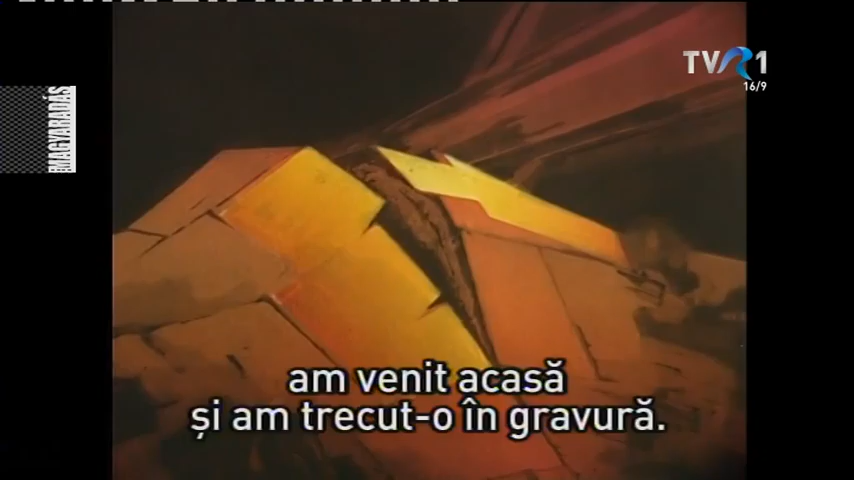 TVR1
16/9
MAGYARADÁS
am venit acasă
și am trecut-o în gravură.